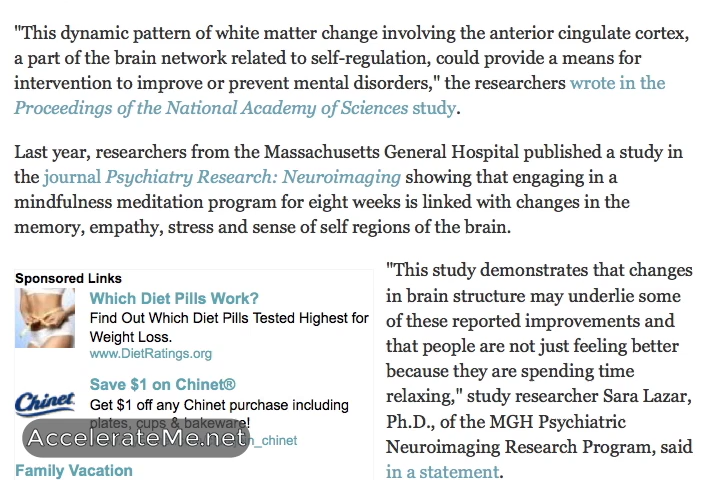 "This dynamic pattern of white matter change involving the anterior cingulate cortex,
a part of the brain network related to self-regulation, could provide a means for
intervention to improve or prevent mental disorders," the researchers wrote in the
Proceedings of the National Academy of Sciences study.
Last year, researchers from the Massachusetts General Hospital published a study in
the journal Psychiatry Research: Neuroimaging showing that engaging in a
mindfulness meditation program for eight weeks is linked with changes in the
memory, empathy, stress and sense of self regions of the brain.
Sponsored Links
Which Diet Pills Work?
Find Out Which Diet Pills Tested Highest for
Weight Loss.
www.DietRatings.org
Chinet
Save $1 on Chinet®
Get $1 off any Chinet purchase including
plates, cups & bakeware!
h_chinet
AccelerateMe.net
Family Vacation
"This study demonstrates that changes
in brain structure may underlie some
of these reported improvements and
that people are not just feeling better
because they are spending time
relaxing," study researcher Sara Lazar,
Ph.D., of the MGH Psychiatric
Neuroimaging Research Program, said
in a statement.